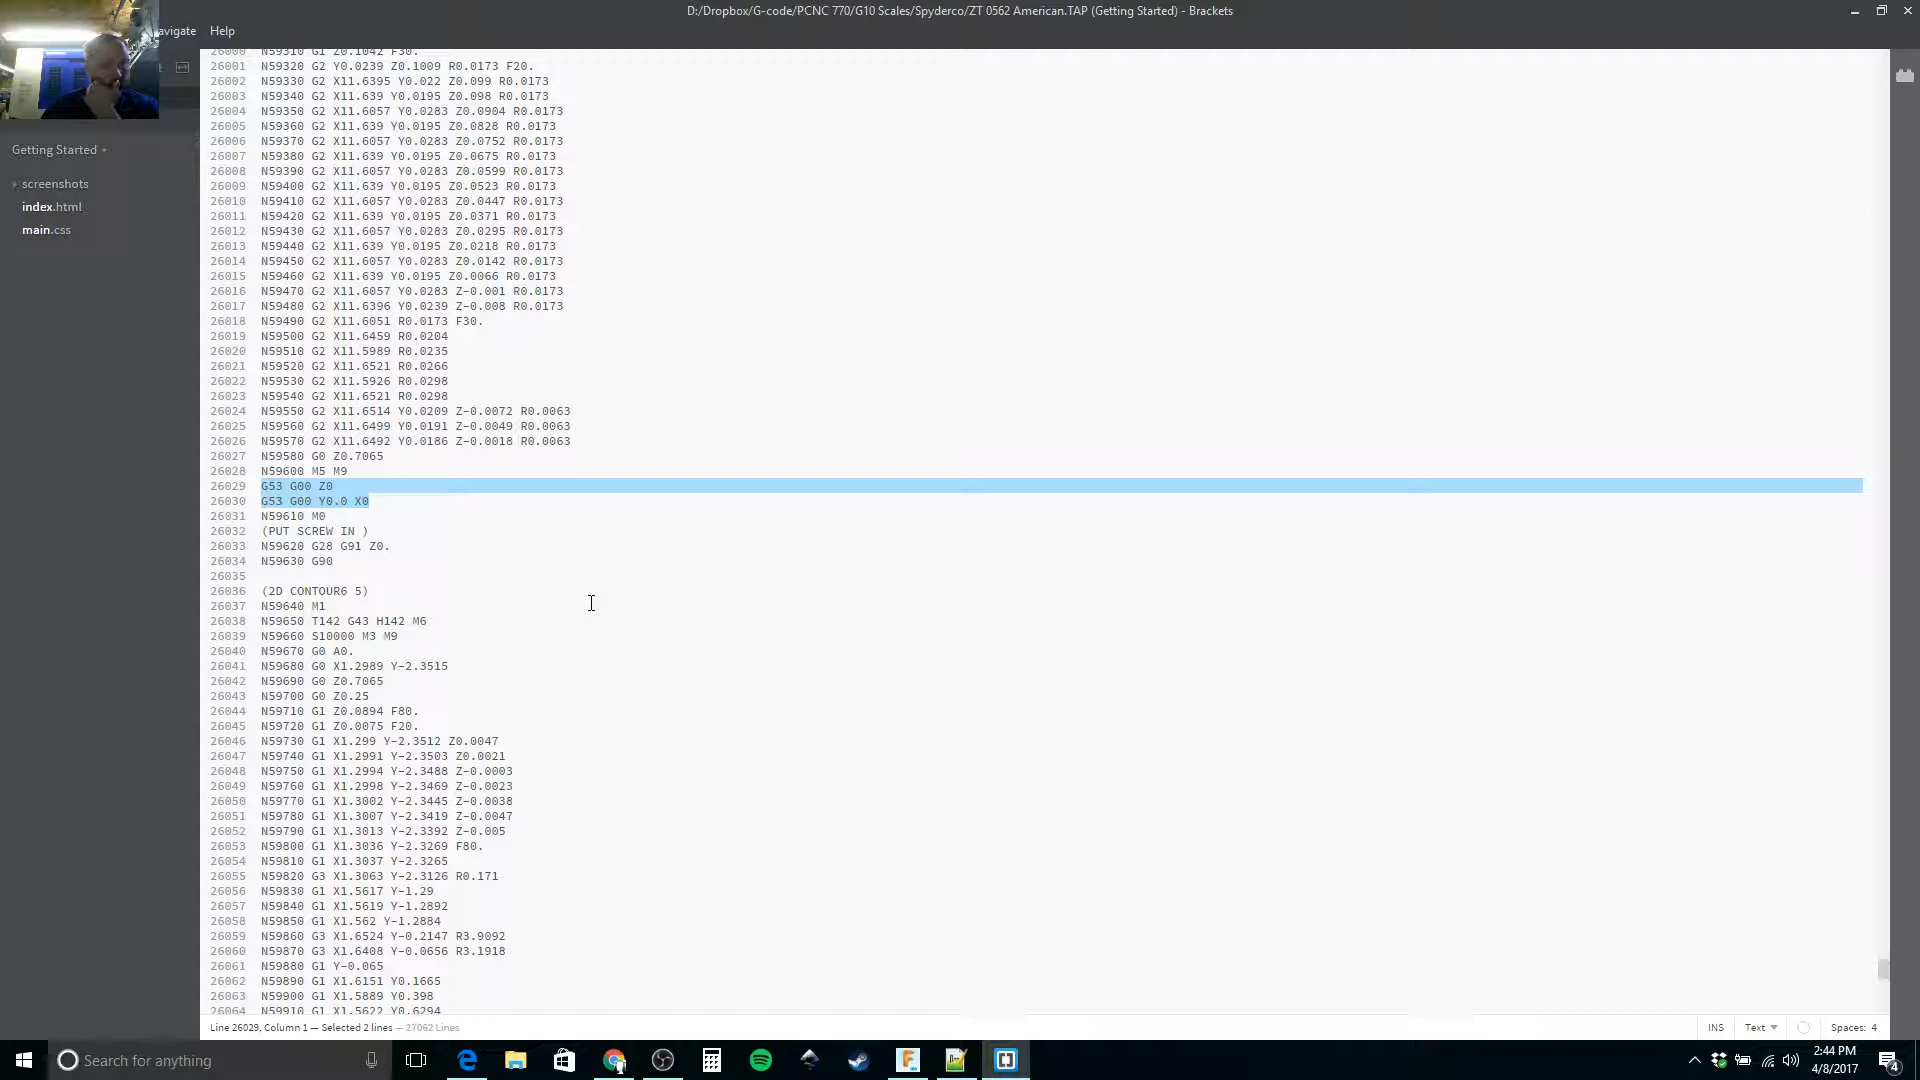 D:/Dropbox/G-code/PCNC 770/G10 Scales/Spyderco/ZT 0562 American.TAP (Getting Started) - Brackets
avigate Help
Getting Started
screenshots
index.html
main.css
26000 N59310 G1 Z0.1042 F30.
26001 N59320 G2 Y0.0239 Z0.1009 R0.0173 F20.
26002 N59330 G2 X11.6395 Y0.022 Z0.099 R0.0173
26003 N59340 G2 X11.639 Y0.0195 Z0.098 R0.0173
26004 N59350 G2 X11.6057 Y0.0283 Z0.0904 R0.0173
26005 N59360 G2 X11.639 Y0.0195 Z0.0828 R0.0173
26006 N59370 G2 X11.6057 Y0.0283 Z0.0752 R0.0173
26007 N59380 G2 X11.639 Y0.0195 Z0.0675 R0.0173
26008 N59390 G2 X11.6057 Y0.0283 Z0.0599 R0.0173
26009 N59400 G2 X11.639 Y0.0195 Z0.0523 R0.0173
26010 N59410 G2 X11.6057 Y0.0283 Z0.0447 R0.0173
26011 N59420 G2 X11.639 Y0.0195 Z0.0371 R0.0173
26012 N59430 G2 X11.6057 Y0.0283 Z0.0295 R0.0173
26013 N59440 G2 X11.639 Y0.0195 Z0.0218 R0.0173
26014 N59450 G2 X11.6057 Y0.0283 Z0.0142 R0.0173
26015 N59460 G2 X11.639 Y0.0195 Z0.0066 R0.0173
26016 N59470 G2 X11.6057 Y0.0283 Z-0.001 R0.0173
26017 N59480 G2 X11.6396 Y0.0239 Z-0.008 R0.0173
26018 N59490 G2 X11.6051 R0.0173 F30.
26019 N59500 G2 X11.6459 R0.0204
26020 N59510 G2 X11.5989 R0.0235
26021 N59520 G2 X11.6521 R0.0266
26022 N59530 G2 X11.5926 R0.0298
26023 N59540 G2 X11.6521 R0.0298
26024 N59550 G2 X11.6514 Y0.0209 Z-0.0072 R0.0063
26025 N59560 G2 X11.6499 Y0.0191 Z-0.0049 R0.0063
26026 N59570 G2 X11.6492 Y0.0186 Z-0.0018 R0.0063
26027 N59580 G0 Z0.7065
26028 N59600 M5 M9
26029 G53 G00 Z0
26030 G53 G00 Y0.0 X0
26031 N59610 M0
26032 (PUT SCREW IN )
26033 N59620 G28 G91 Z0.
26034 N59630 G90
26035
26036 (2D CONTOUR6 5)
26037 N59640 M1
26038 N59650 T142 G43 H142 M6
26039 N59660 S10000 M3 M9
26040 N59670 G0 A0.
26041 N59680 G0 X1.2989 Y-2.3515
26042 N59690 G0 Z0.7065
26043 N59700 G0 Z0.25
26044 N59710 G1 Z0.0894 F80.
26045 N59720 G1 Z0.0075 F20.
26046 N59730 G1 X1.299 Y-2.3512 Z0.0047
26047 N59740 G1 X1.2991 Y-2.3503 Z0.0021
26048 N59750 G1 X1.2994 Y-2.3488 Z-0.0003
26049 N59760 G1 X1.2998 Y-2.3469 Z-0.0023
26050 N59770 G1 X1.3002 Y-2.3445 Z-0.0038
26051 N59780 G1 X1.3007 Y-2.3419 Z-0.0047
26052 N59790 G1 X1.3013 Y-2.3392 Z-0.005
26053 N59800 G1 X1.3036 Y-2.3269 F80.
26054 N59810 G1 X1.3037 Y-2.3265
26055 N59820 G3 X1.3063 Y-2.3126 R0.171
26056 N59830 G1 X1.5617 Y-1.29
26057 N59840 G1 X1.5619 Y-1.2892
26058 N59850 G1 X1.562 Y-1.2884
26059 N59860 G3 X1.6524 Y-0.2147 R3.9092
26060 N59870 G3 X1.6408 Y-0.0656 R3.1918
26061 N59880 G1 Y-0.065
26062 N59890 G1 X1.6151 Y0.1665
26063 N59900 G1 X1.5889 Y0.398
26064 N59910 G1 X1.5622 Y0.6294
Line 26029, Column 1 — Selected 2 lines — 27062 Lines
INS Text Spaces: 4
Search for anything
2:44 PM
4/8/2017
4